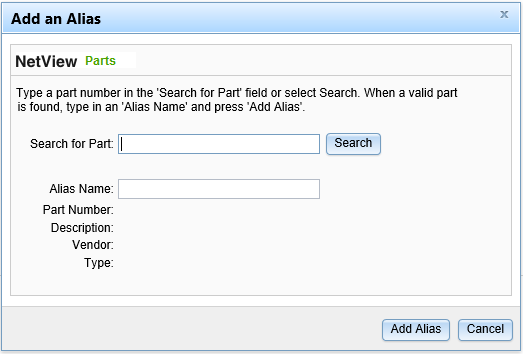 Add an Alias
x
NetView Parts
Type a part number in the 'Search for Part' field or select Search. When a valid part
is found, type in an 'Alias Name' and press 'Add Alias'.
Search for Part: Search
Alias Name:
Part Number:
Description:
Vendor:
Type:
Add Alias Cancel